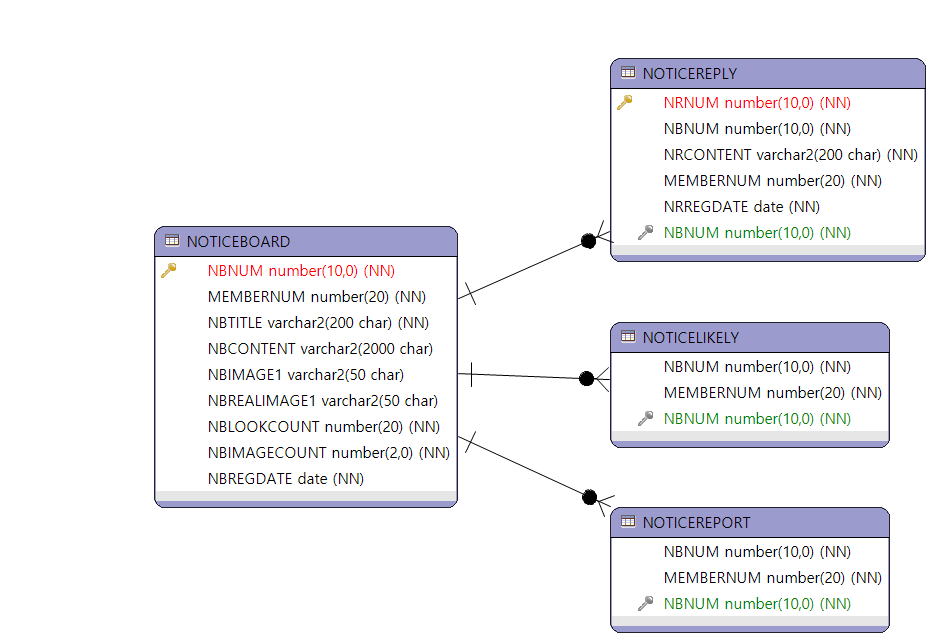 NOTICEBOARD
NBNUM number(10,0) (NN)
MEMBERNUM number(20) (NN)
NBTITLE varchar2(200 char) (NN)
NBCONTENT varchar2(2000 char)
NBIMAGE1 varchar2(50 char)
NBREALIMAGE1 varchar2(50 char)
NBLOOKCOUNT number(20) (NN)
NBIMAGECOUNT number(2,0) (NN)
NBREGDATE date (NN)
NOTICEREPLY
NRNUM number(10,0) (NN)
NBNUM number(10,0) (NN)
NRCONTENT varchar2(200 char) (NN)
MEMBERNUM number(20) (NN)
NRREGDATE date (NN)
NBNUM number(10,0) (NN)
NOTICELIKELY
NBNUM number(10,0) (NN)
MEMBERNUM number(20) (NN)
NBNUM number(10,0) (NN)
NOTICEREPORT
NBNUM number(10,0) (NN)
MEMBERNUM number(20) (NN)
NBNUM number(10,0) (NN)